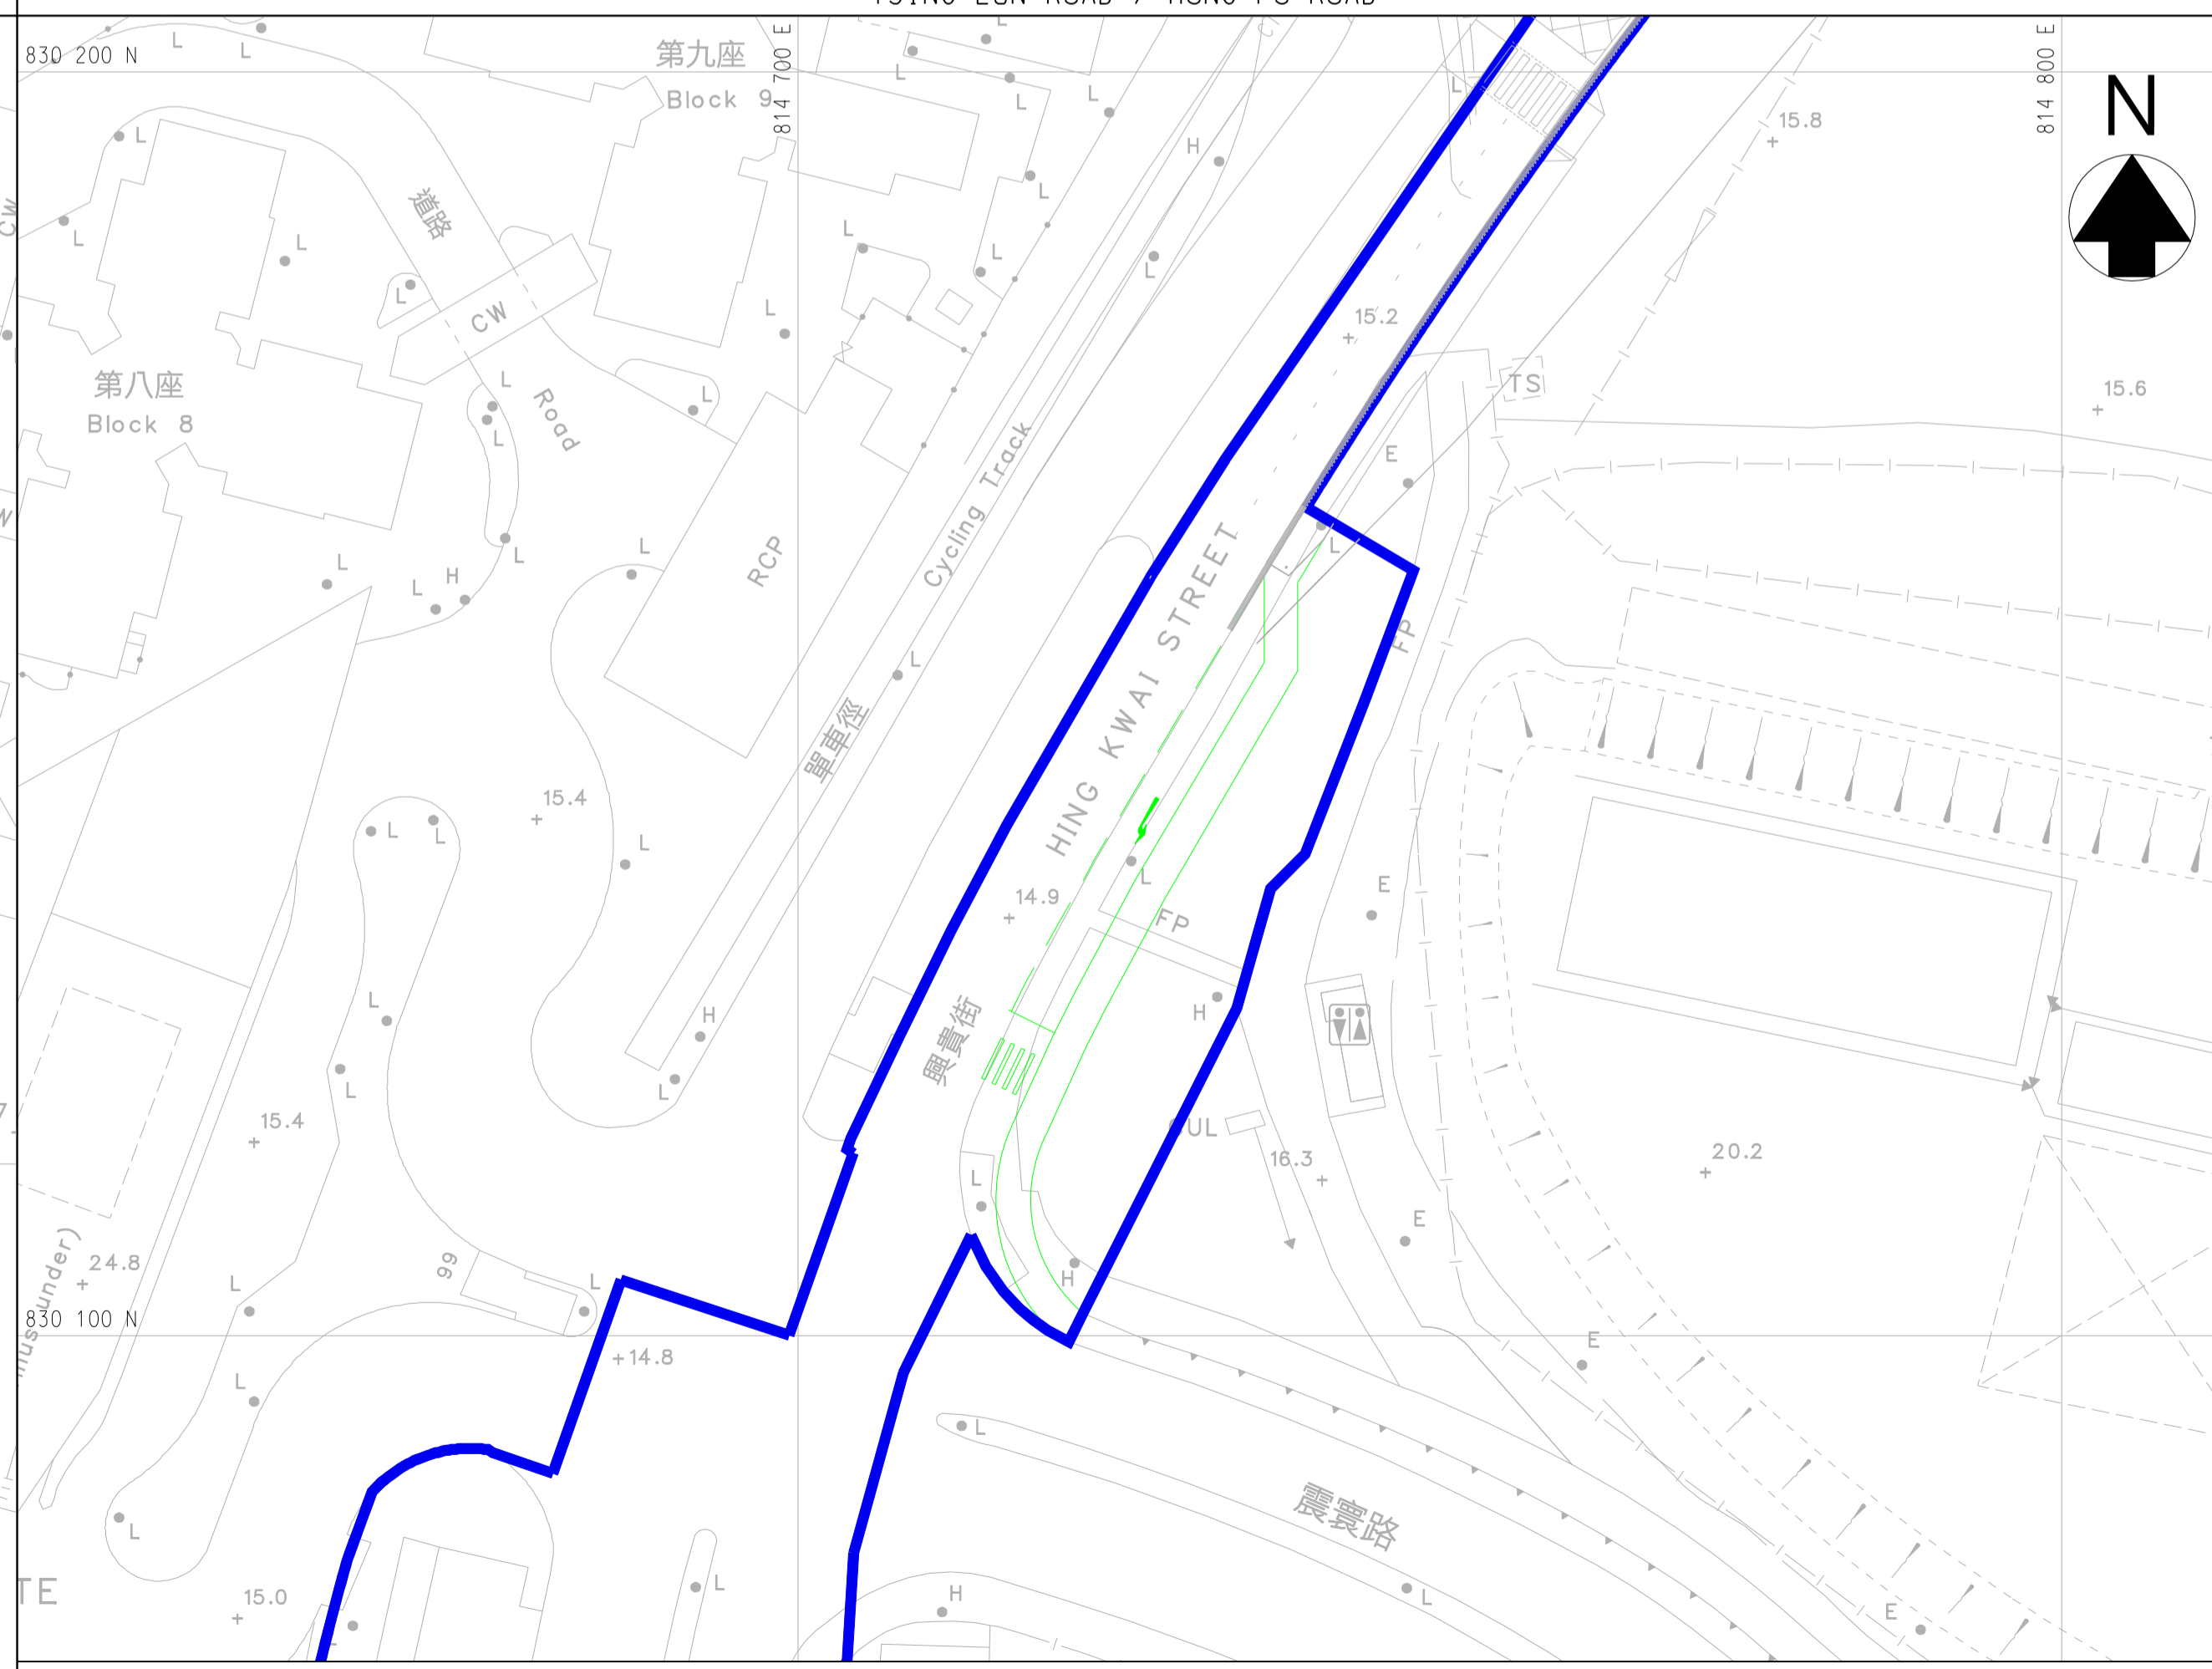 830 200 N
第九座
Block 9
814 700 E
814 800 E
N
L
L
L
L
L
L
L
H
15.8
CW
道路
L
L
L
L
L
L
CW
15.2
第八座
Block 8
L
L
L
L
TS
15.6
Road
E
Cycling Track
L
L
H
L
L
RCP
L
HING KWAI STREET
FP
L
單車徑
15.4
L
L
L
E
L
14.9
FP
L
H
興貴街
H
L
L
15.4
16.3
20.2
L
E
24.8
99
L
L
H
830 100 N
14.8
E
L
L
L
震寰路
TE
15.0
L
H
L
E